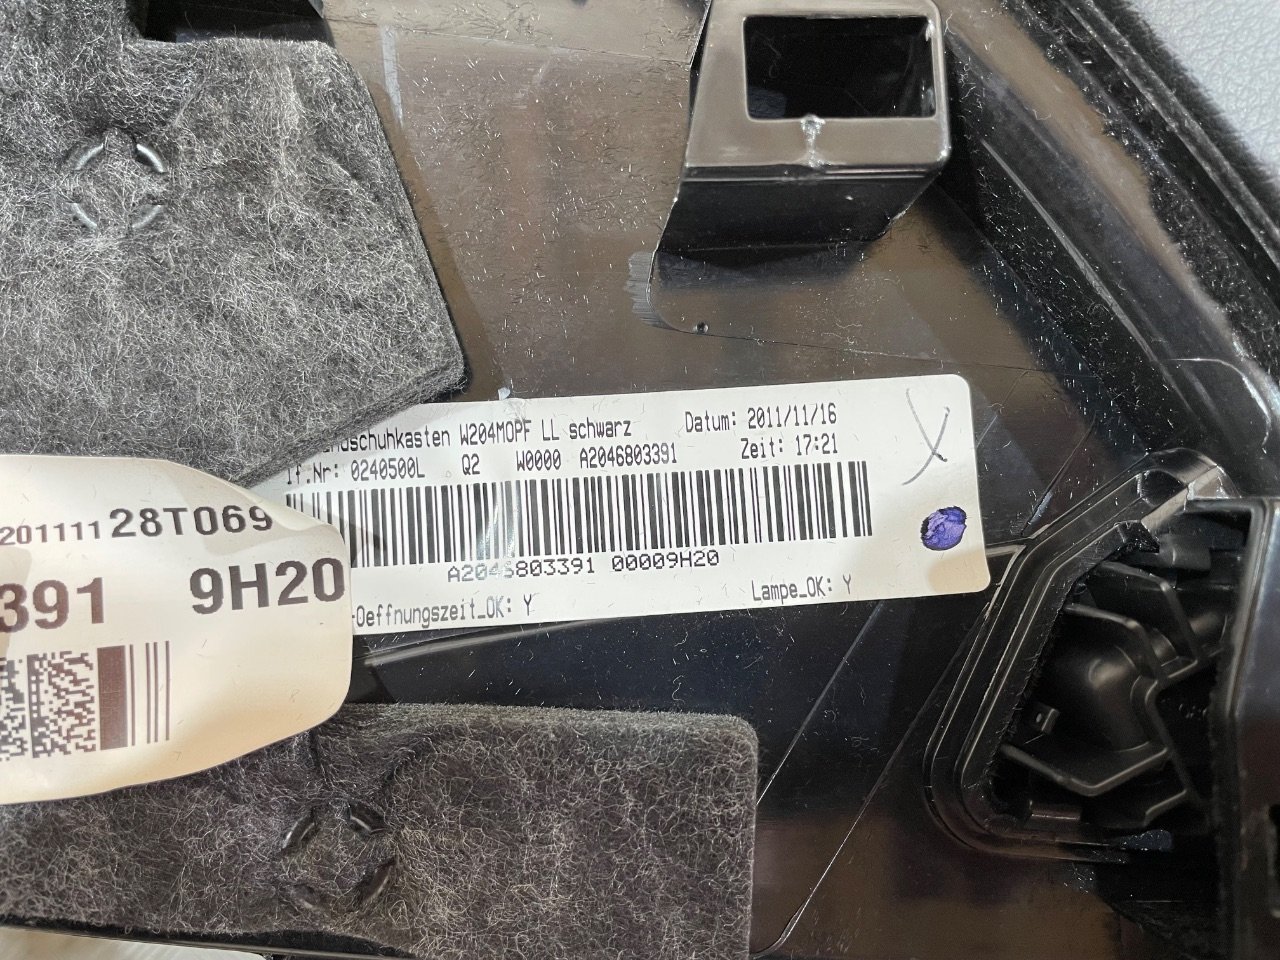 ndschuhkasten W204MOPF LL schwarz Datum: 2011/11/16
lf.Nr: 0240500L Q2 W0000 A2046803391 Zeit: 17:21
A2046803391 00009H20
Oeffnungszeit_OK: Y Lampe_OK: Y
20111128T069
391 9H20